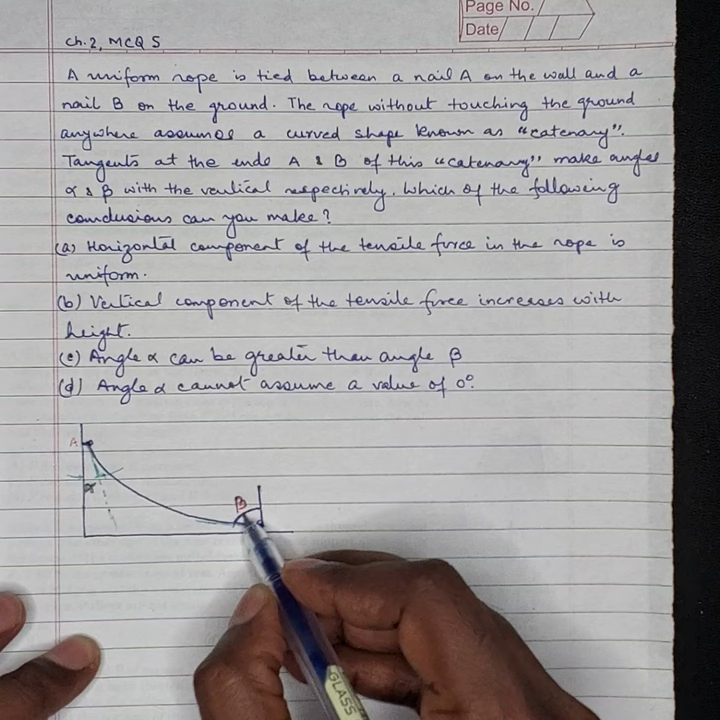 Page No.
Date
Ch. 2, MCQ 5
A uniform rope is tied between a nail A on the wall and a
nail B on the ground. The rope without touching the ground
anywhere assumes a curved shape known as "catenary".
Tangents at the ends A & B of this "catenary" make angles
α & β with the vertical respectively. Which of the following
conclusions can you make?
(a) Horizontal component of the tensile force in the rope is
uniform.
(b) Vertical component of the tensile force increases with
height.
(c) Angle α can be greater than angle β
(d) Angle α cannot assume a value of 0°.
A
α
B
GLASS